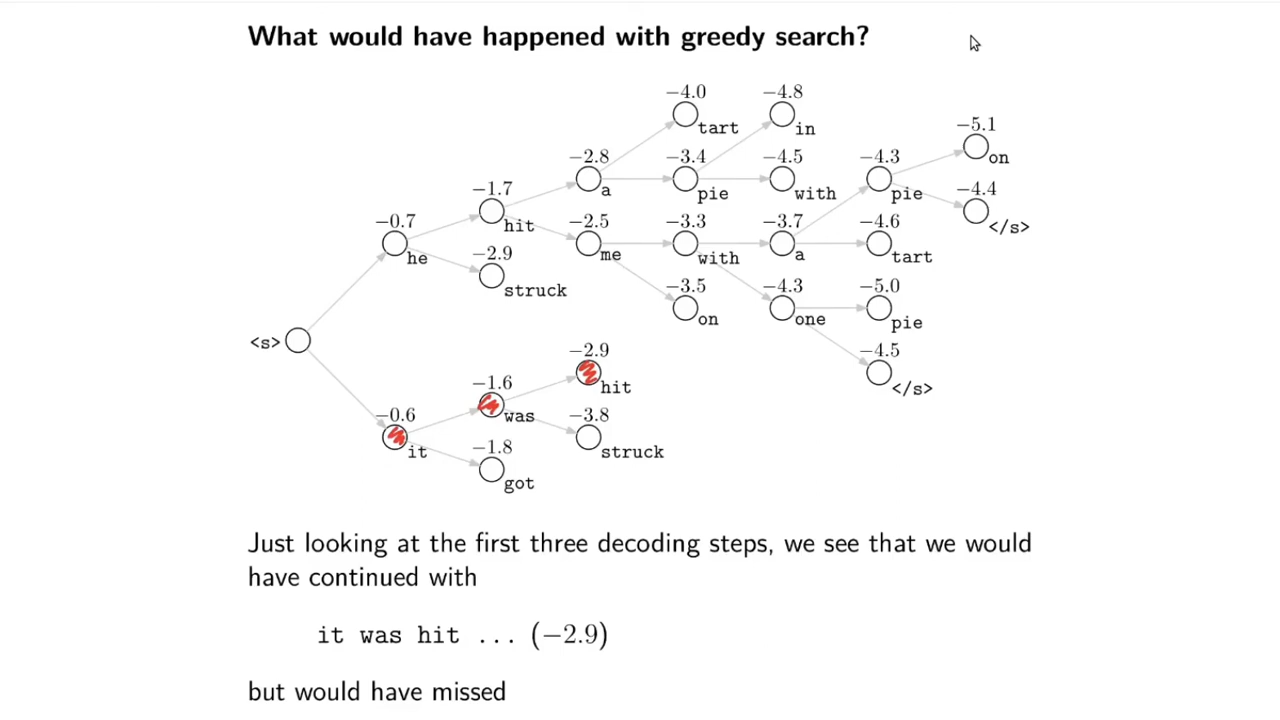 What would have happened with greedy search?
−4.0
−4.8
tart
in
−5.1
on
−2.8
−3.4
−4.5
−4.3
a
pie
with
pie
−4.4
</s>
−1.7
hit
−0.7
he
−2.5
−3.3
−3.7
−4.6
me
with
a
tart
−2.9
struck
−3.5
−4.3
−5.0
on
one
pie
<s>
−2.9
hit
−4.5
</s>
−1.6
was
−0.6
it
−3.8
struck
−1.8
got
Just looking at the first three decoding steps, we see that we would
have continued with
it was hit ... (−2.9)
but would have missed